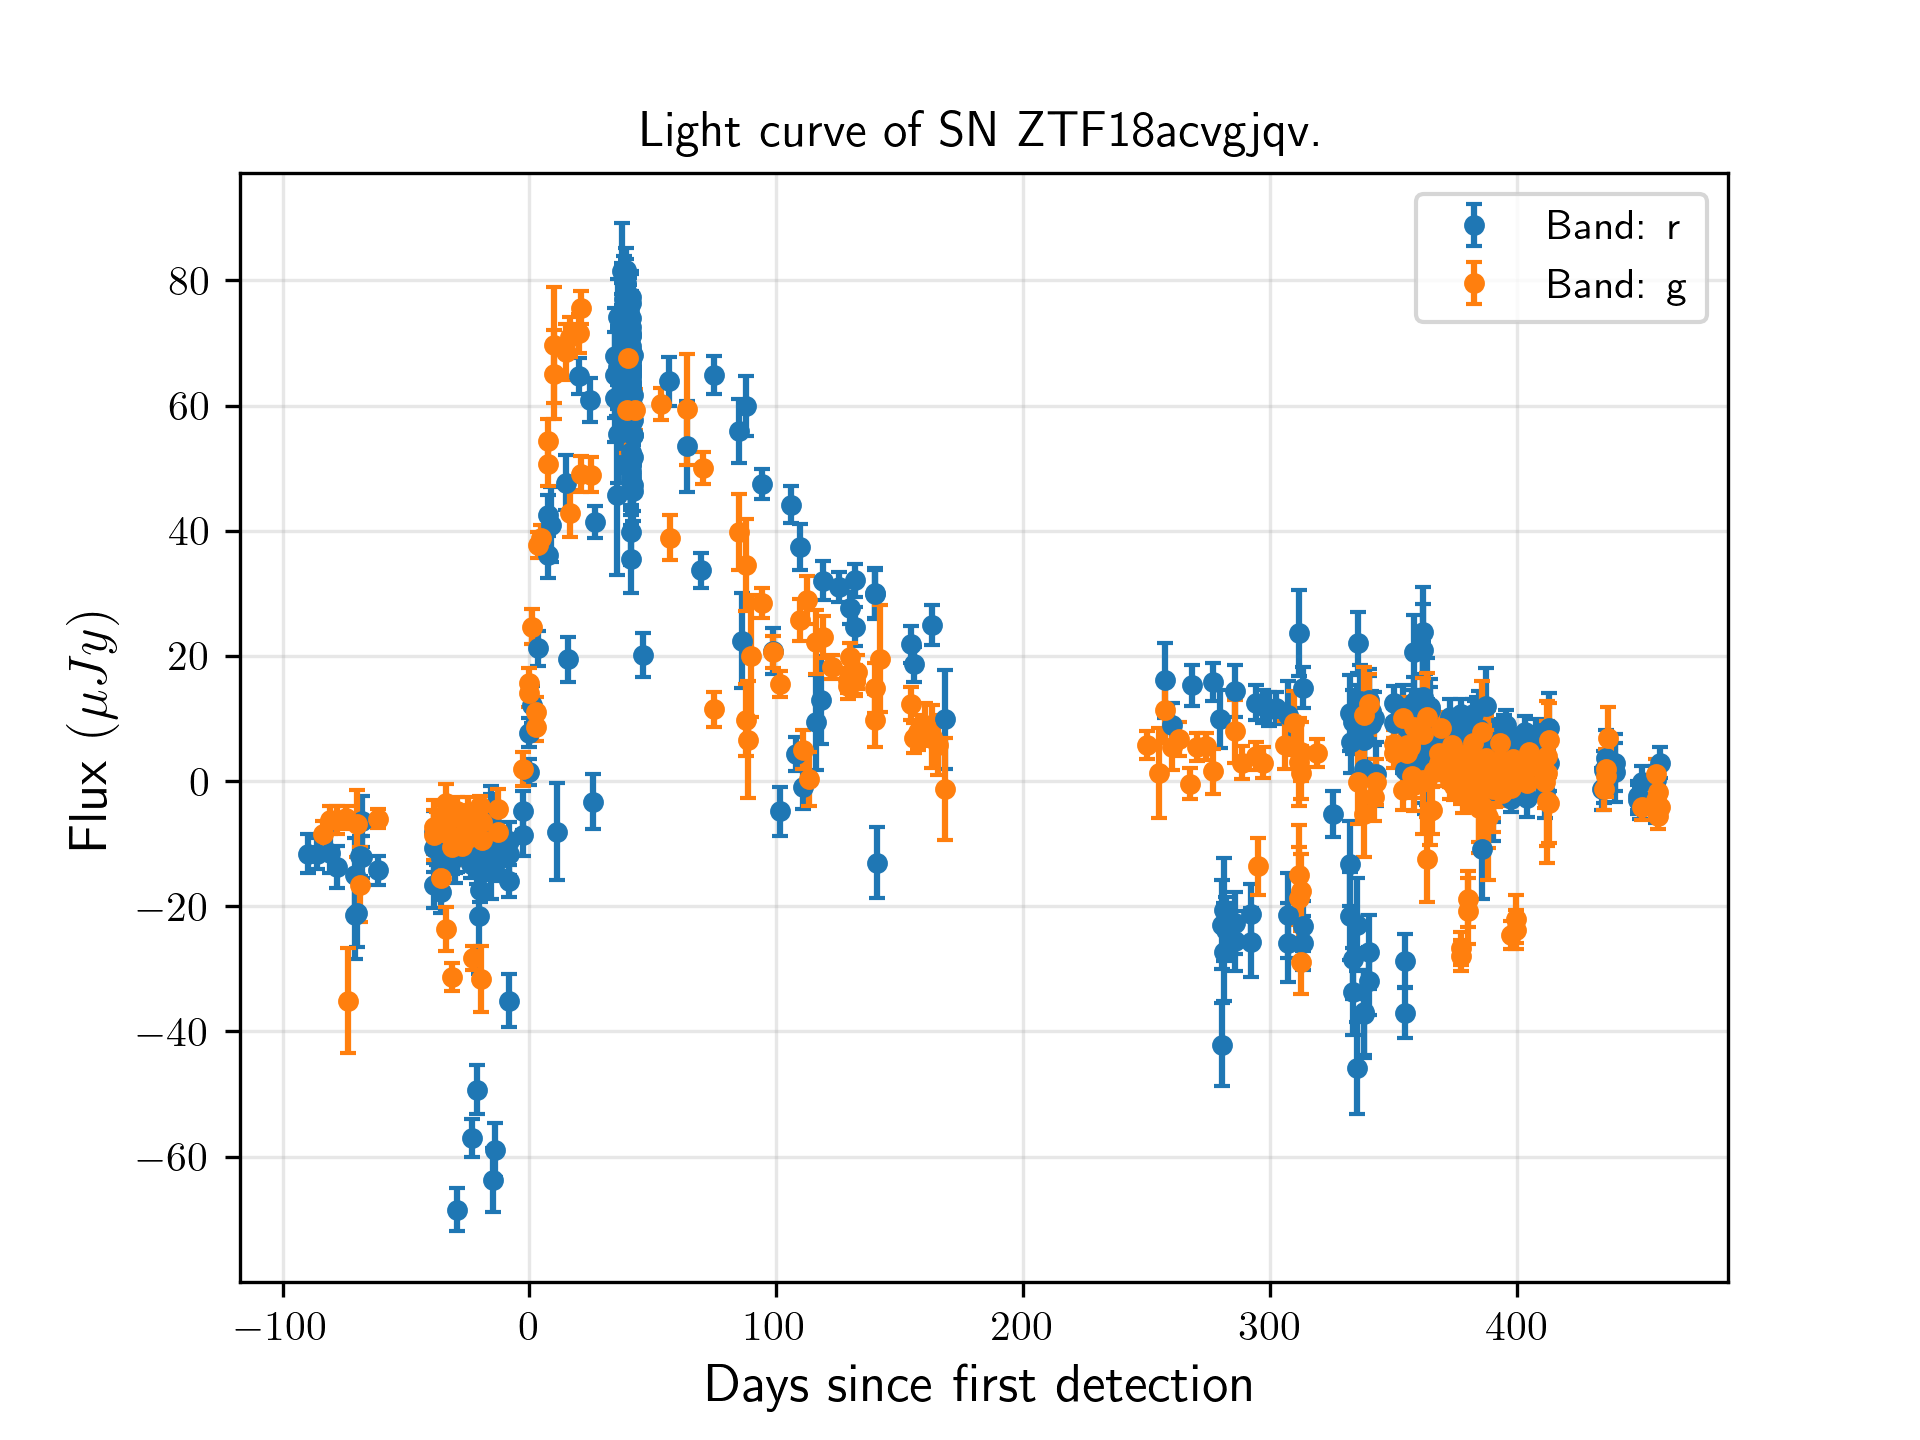 Light curve of SN ZTF18acvgjqv.
Band: r
Band: g
80
60
40
20
0
−20
−40
−60
Flux (μJy)
−100 0 100 200 300 400
Days since first detection